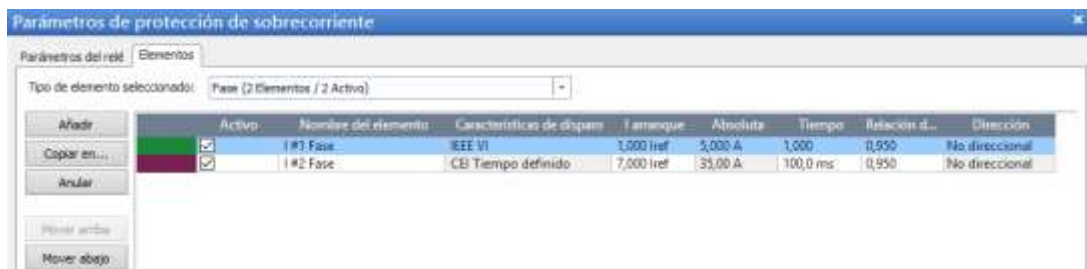 Parámetros de protección de sobrecorriente
Parámetros del relé Elementos
Tipo de elemento seleccionado: Fase (2 Elementos / 2 Activo)
Añadir Activo Nombre del elemento Características de disparo I arranque Absoluta Tiempo Relación d... Dirección
I #1 Fase IEEE VI 1,000 Iref 5,000 A 1,000 0,950 No direccional
Copiar en... I #2 Fase CEI Tiempo definido 7,000 Iref 35,00 A 100,0 ms 0,950 No direccional
Anular
Mover arriba
Mover abajo